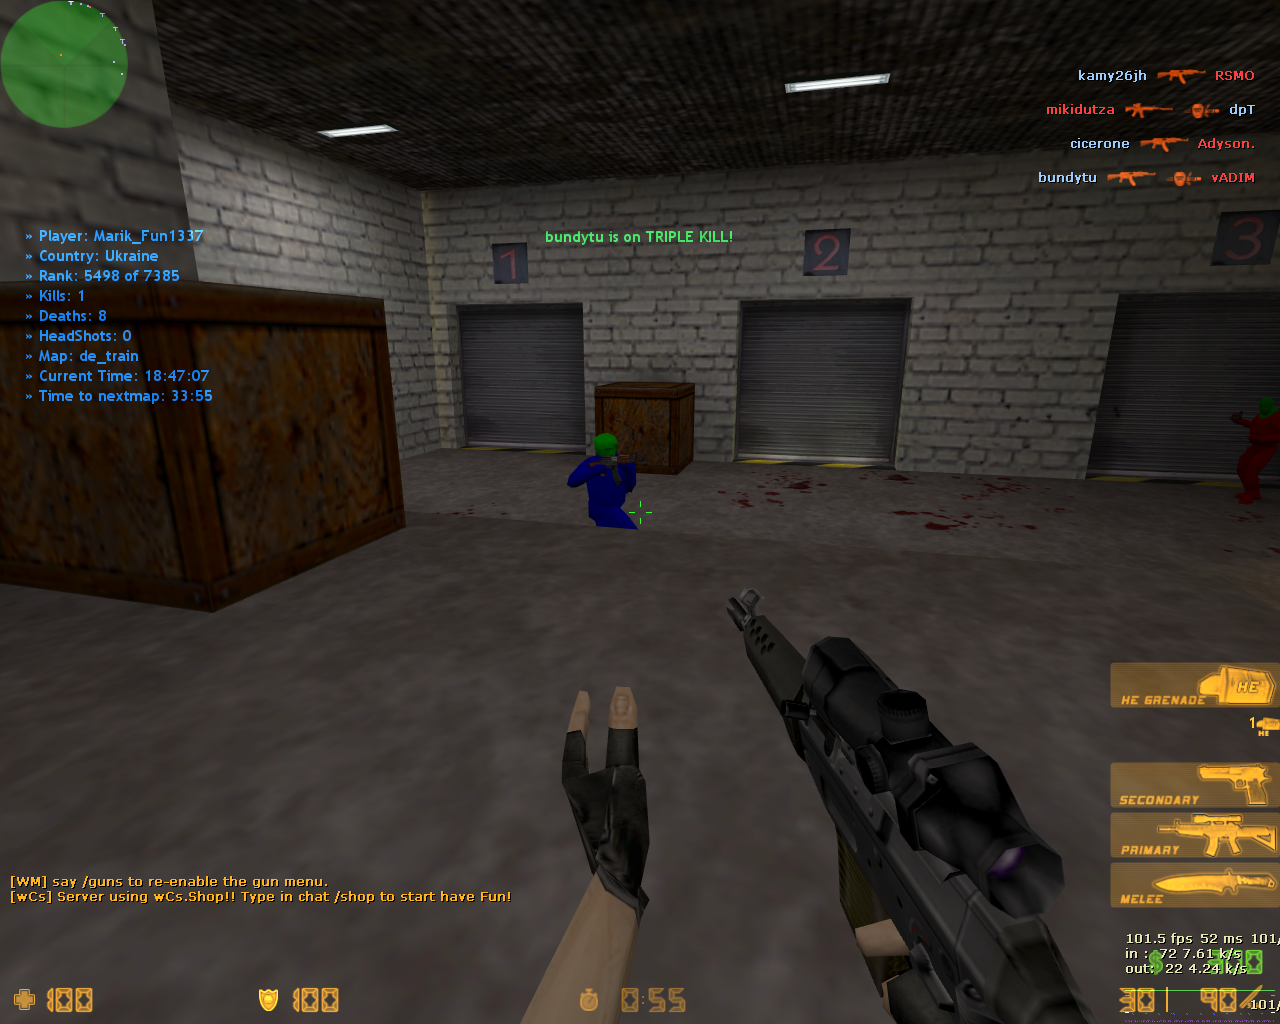 kamy26jh RSMO
mikidutza dpT
cicerone Adyson.
bundytu vADIM
» Player: Marik_Fun1337
» Country: Ukraine
» Rank: 5498 of 7385
» Kills: 1
» Deaths: 8
» HeadShots: 0
» Map: de_train
» Current Time: 18:47:07
» Time to nextmap: 33:55
bundytu is on TRIPLE KILL!
1
2
3
HE GRENADE
HE
1
HE
SECONDARY
PRIMARY
MELEE
[WM] say /guns to re-enable the gun menu.
[wCs] Server using wCs.Shop!! Type in chat /shop to start have Fun!
101.5 fps 52 ms 101/
in : 72 7.61 k/s
out: 22 4.24 k/s
$
100
100
0:55
30 | 90
101/